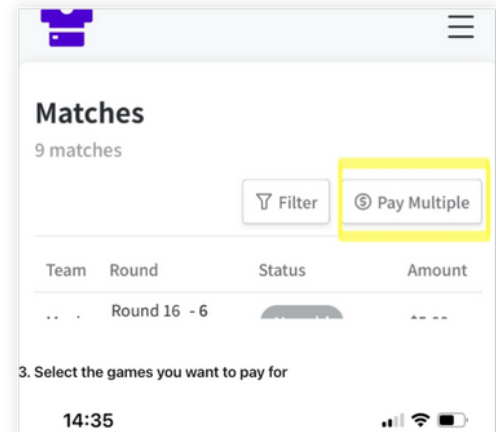 Matches
9 matches
Filter
Pay Multiple
Team Round Status Amount
Round 16 - 6
3. Select the games you want to pay for
14:35